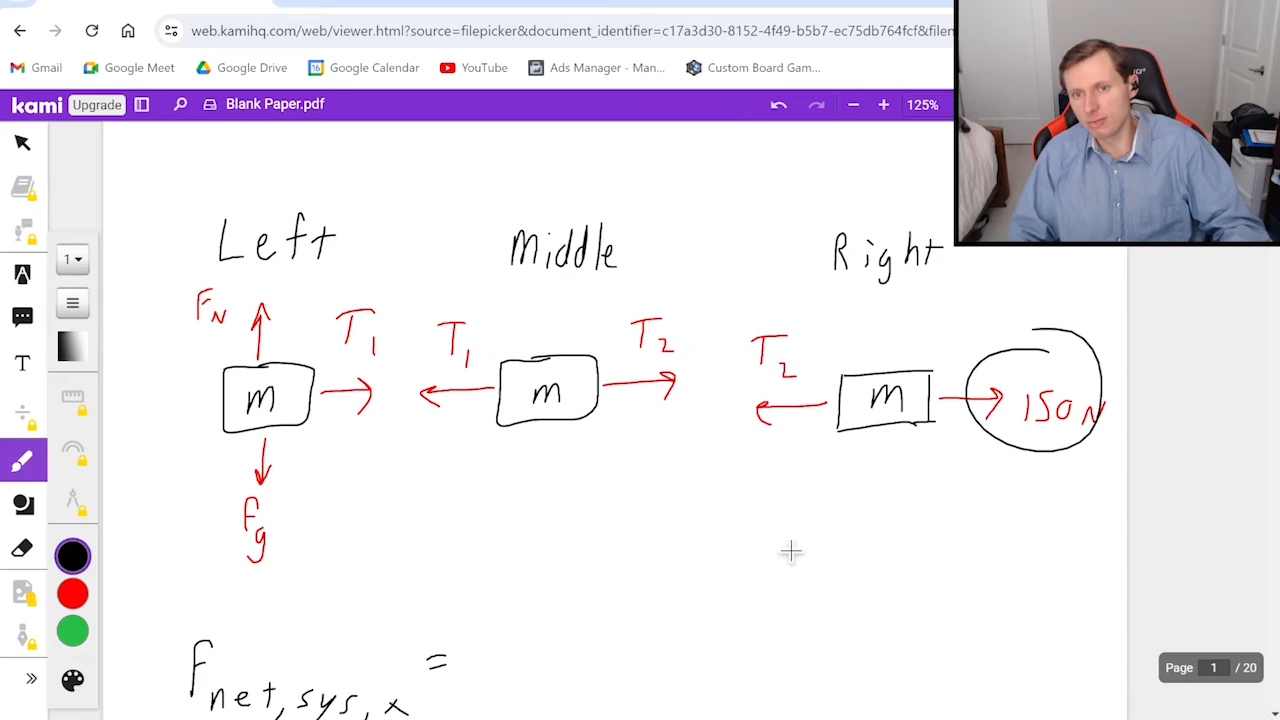 web.kamihq.com/web/viewer.html?source=filepicker&document_identifier=c17a3d30-8152-4f49-b5b7-ec75db764fcf&filen
Gmail Google Meet Google Drive 16 Google Calendar YouTube Ads Manager - Man... Custom Board Gam...
kami Upgrade Blank Paper.pdf 125%
Left Middle Right
F_N T_1 T_1 T_2 T_2
m m m 150 N
F_g
F_net, sys, x =
1
A
T
Page 1 / 20